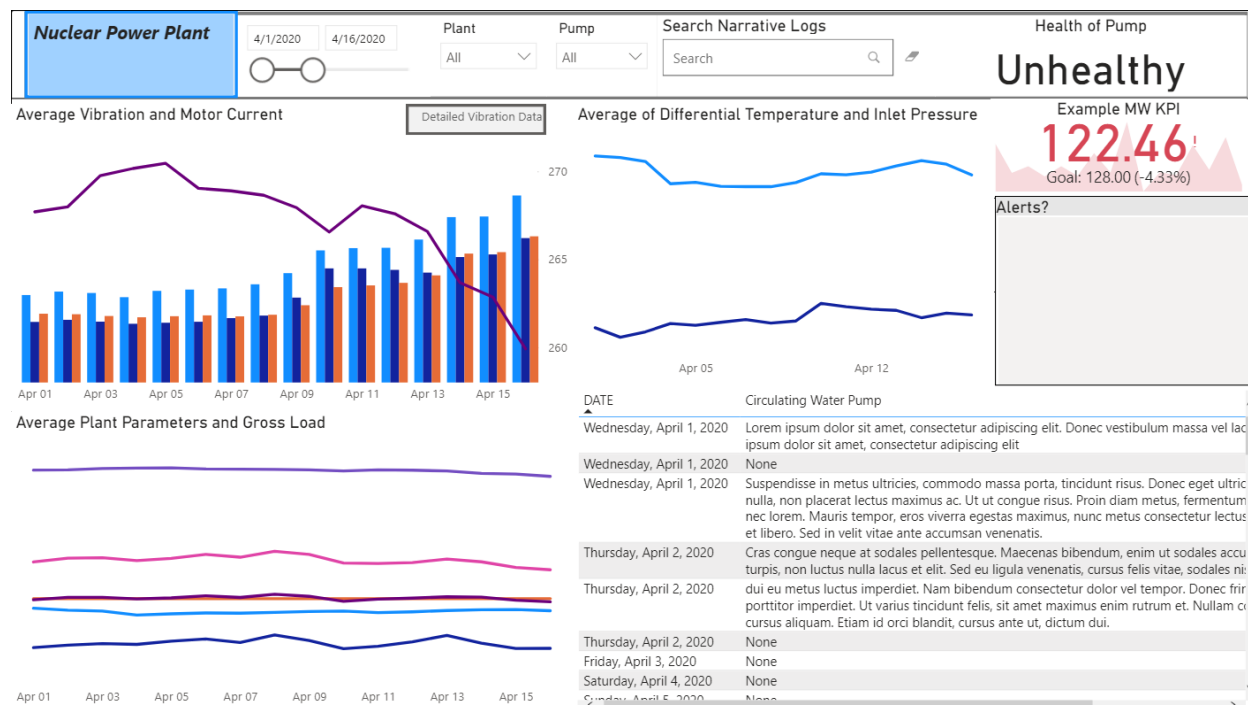 Nuclear Power Plant
4/1/2020
4/16/2020
Plant
All
Pump
All
Search Narrative Logs
Search
Health of Pump
Unhealthy
Average Vibration and Motor Current
Detailed Vibration Data
270
265
260
Apr 01 Apr 03 Apr 05 Apr 07 Apr 09 Apr 11 Apr 13 Apr 15
Average of Differential Temperature and Inlet Pressure
Apr 05 Apr 12
Example MW KPI
122.46!
Goal: 128.00 (-4.33%)
Alerts?
Average Plant Parameters and Gross Load
Apr 01 Apr 03 Apr 05 Apr 07 Apr 09 Apr 11 Apr 13 Apr 15
DATE Circulating Water Pump
Wednesday, April 1, 2020 Lorem ipsum dolor sit amet, consectetur adipiscing elit. Donec vestibulum massa vel lac
ipsum dolor sit amet, consectetur adipiscing elit
Wednesday, April 1, 2020 None
Wednesday, April 1, 2020 Suspendisse in metus ultricies, commodo massa porta, tincidunt risus. Donec eget ultric
nulla, non placerat lectus maximus ac. Ut ut congue risus. Proin diam metus, fermentum
nec lorem. Mauris tempor, eros viverra egestas maximus, nunc metus consectetur lectus
et libero. Sed in velit vitae ante accumsan venenatis.
Thursday, April 2, 2020 Cras congue neque at sodales pellentesque. Maecenas bibendum, enim ut sodales accu
turpis, non luctus nulla lacus et elit. Sed eu ligula venenatis, cursus felis vitae, sodales nis
Thursday, April 2, 2020 dui eu metus luctus imperdiet. Nam bibendum consectetur dolor vel tempor. Donec frin
porttitor imperdiet. Ut varius tincidunt felis, sit amet maximus enim rutrum et. Nullam co
cursus aliquam. Etiam id orci blandit, cursus ante ut, dictum dui.
Thursday, April 2, 2020 None
Friday, April 3, 2020 None
Saturday, April 4, 2020 None
Sunday, April 5, 2020 None